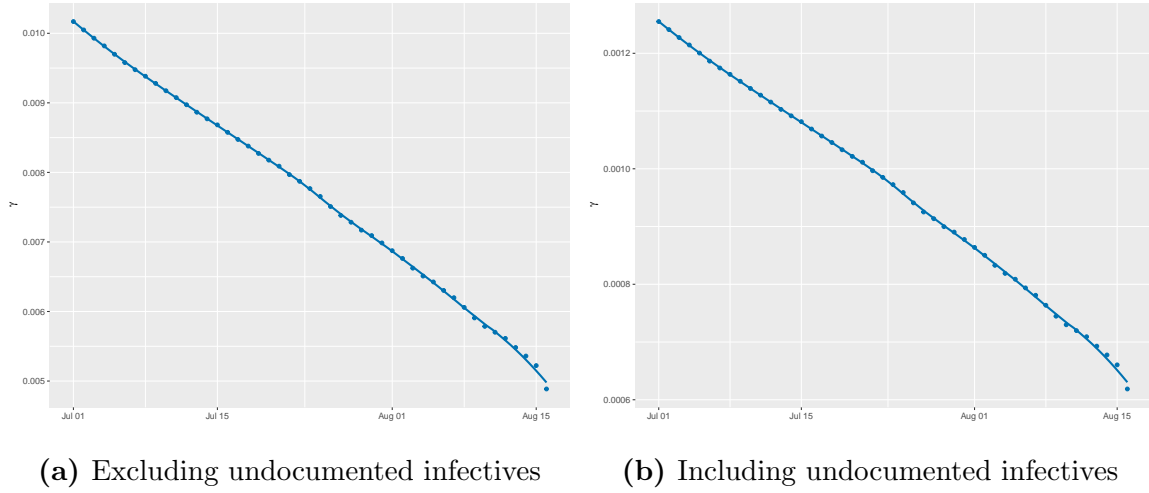 0.010
0.009
0.008
0.007
0.006
0.005
γ
Jul 01 Jul 15 Aug 01 Aug 15
0.0012
0.0010
0.0008
0.0006
γ
Jul 01 Jul 15 Aug 01 Aug 15
(a) Excluding undocumented infectives
(b) Including undocumented infectives